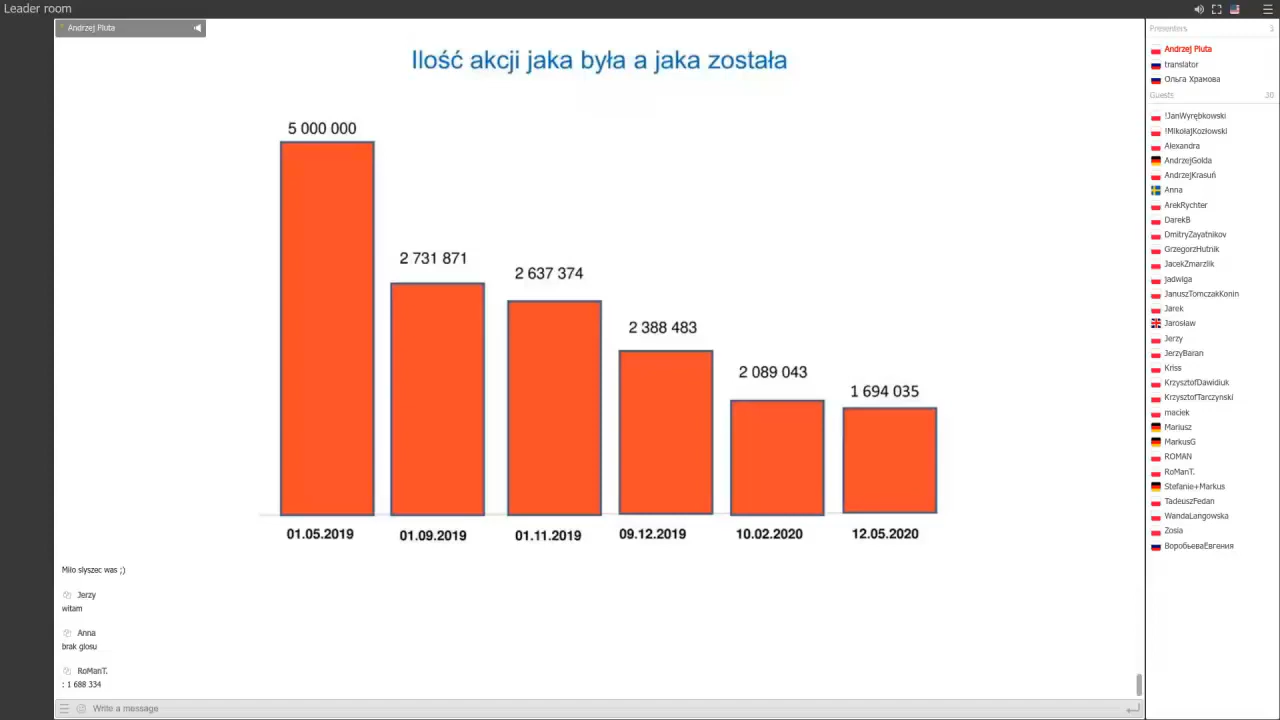 Leader room
Andrzej Pluta
Ilość akcji jaka była a jaka została
5 000 000
2 731 871
2 637 374
2 388 483
2 089 043
1 694 035
01.05.2019
01.09.2019
01.11.2019
09.12.2019
10.02.2020
12.05.2020
Miło slyszec was ;)
Jerzy
witam
Anna
brak glosu
RoManT.
: 1 688 334
Write a message
Presenters 3
Andrzej Pluta
translator
Ольга Храмова
Guests 30
!JanWyrębkowski
!MikołajKozłowski
Alexandra
AndrzejGolda
AndrzejKrasuń
Anna
ArekRychter
DarekB
DmitryZayatnikov
GrzegorzHutnik
JacekZmarzlik
jadwiga
JanuszTomczakKonin
Jarek
Jarosław
Jerzy
JerzyBaran
Kriss
KrzysztofDawidiuk
KrzysztofTarczynski
maciek
Mariusz
MarkusG
ROMAN
RoManT.
Stefanie+Markus
TadeuszFedan
WandaLangowska
Zosia
ВоробьеваЕвгения